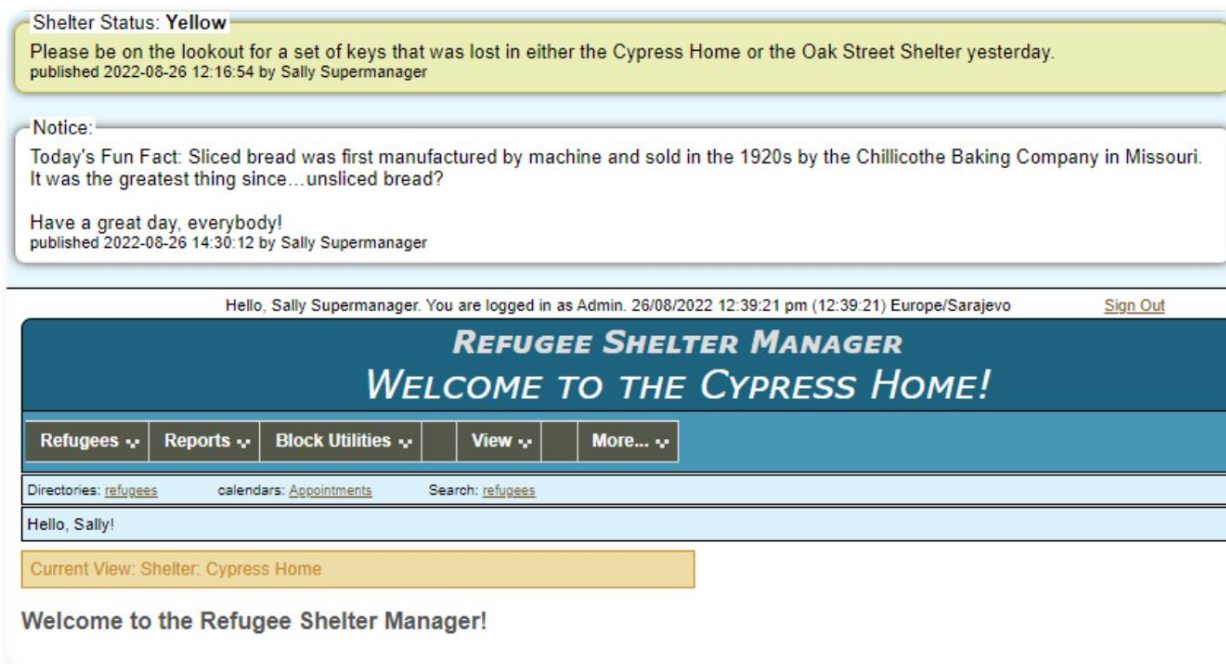 Shelter Status: Yellow
Please be on the lookout for a set of keys that was lost in either the Cypress Home or the Oak Street Shelter yesterday.
published 2022-08-26 12:16:54 by Sally Supermanager
Notice:
Today's Fun Fact: Sliced bread was first manufactured by machine and sold in the 1920s by the Chillicothe Baking Company in Missouri.
It was the greatest thing since...unsliced bread?
Have a great day, everybody!
published 2022-08-26 14:30:12 by Sally Supermanager
Hello, Sally Supermanager. You are logged in as Admin. 26/08/2022 12:39:21 pm (12:39:21) Europe/Sarajevo Sign Out
REFUGEE SHELTER MANAGER
WELCOME TO THE CYPRESS HOME!
Refugees Reports Block Utilities View More...
Directories: refugees calendars: Appointments Search: refugees
Hello, Sally!
Current View: Shelter: Cypress Home
Welcome to the Refugee Shelter Manager!